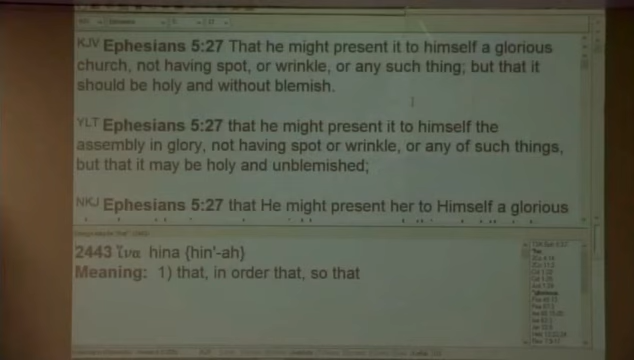 KJV Ephesians 5:27 That he might present it to himself a glorious
church, not having spot, or wrinkle, or any such thing; but that it
should be holy and without blemish.
YLT Ephesians 5:27 that he might present it to himself the
assembly in glory, not having spot or wrinkle, or any of such things,
but that it may be holy and unblemished;
NKJ Ephesians 5:27 that He might present her to Himself a glorious
2443 ἵνα hina {hin'-ah}
Meaning: 1) that, in order that, so that